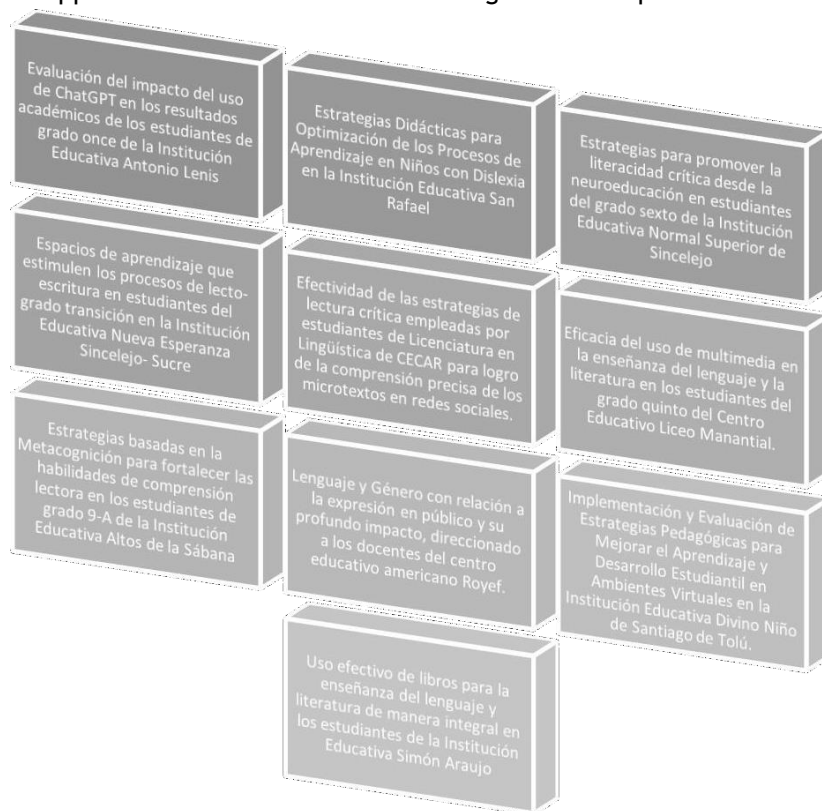 Evaluación del impacto del uso
de ChatGPT en los resultados
académicos de los estudiantes de
grado once de la Institución
Educativa Antonio Lenis
Estrategias Didácticas para
Optimización de los Procesos de
Aprendizaje en Niños con Dislexia
en la Institución Educativa San
Rafael
Estrategias para promover la
literacidad crítica desde la
neuroeducación en estudiantes
del grado sexto de la Institución
Educativa Normal Superior de
Sincelejo
Espacios de aprendizaje que
estimulen los procesos de lecto-
escritura en estudiantes del
grado transición en la Institución
Educativa Nueva Esperanza
Sincelejo- Sucre
Efectividad de las estrategias de
lectura crítica empleadas por
estudiantes de Licenciatura en
Lingüística de CECAR para logro
de la comprensión precisa de los
microtextos en redes sociales.
Eficacia del uso de multimedia en
la enseñanza del lenguaje y la
literatura en los estudiantes del
grado quinto del Centro
Educativo Liceo Manantial.
Estrategias basadas en la
Metacognición para fortalecer las
habilidades de comprensión
lectora en los estudiantes de
grado 9-A de la Institución
Educativa Altos de la Sábana
Lenguaje y Género con relación a
la expresión en público y su
profundo impacto, direccionado
a los docentes del centro
educativo americano Royef.
Implementación y Evaluación de
Estrategias Pedagógicas para
Mejorar el Aprendizaje y
Desarrollo Estudiantil en
Ambientes Virtuales en la
Institución Educativa Divino Niño
de Santiago de Tolú.
Uso efectivo de libros para la
enseñanza del lenguaje y
literatura de manera integral en
los estudiantes de la Institución
Educativa Simón Araujo